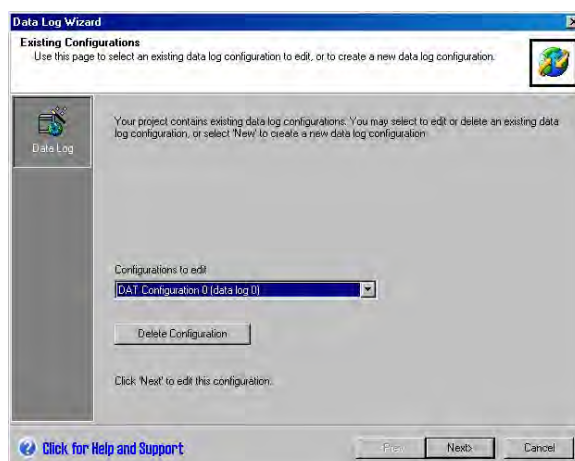 Data Log Wizard
Existing Configurations
Use this page to select an existing data log configuration to edit, or to create a new data log configuration.
Data Log
Your project contains existing data log configurations. You may select to edit or delete an existing data
log configuration, or select 'New' to create a new data log configuration
Configurations to edit
DAT Configuration 0 (data log 0)
Delete Configuration
Click 'Next' to edit this configuration.
Click for Help and Support
Next>
Cancel